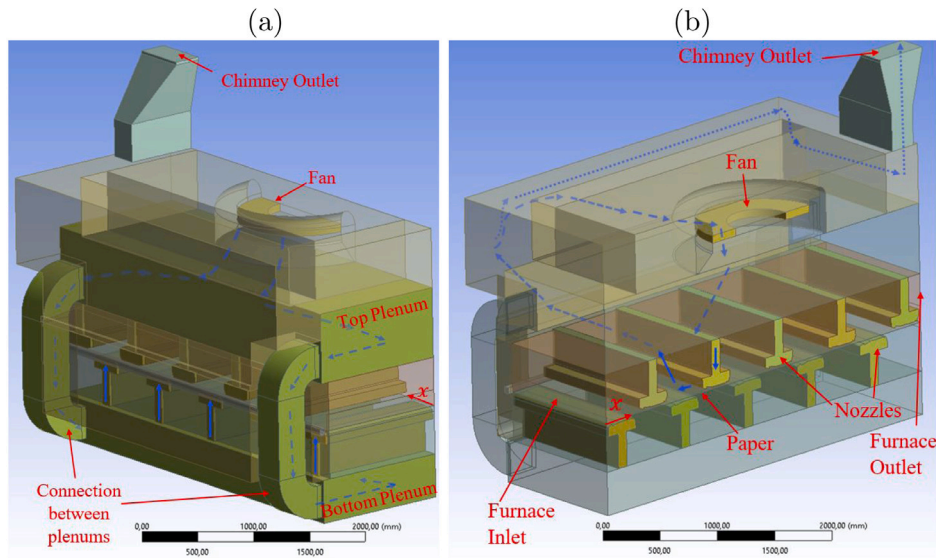 (a)
Chimney Outlet
Fan
Top Plenum
x
Connection
between
plenums
Bottom Plenum
0,00 1000,00 2000,00 (mm)
500,00 1500,00
(b)
Chimney Outlet
Fan
x
Nozzles
Paper
Furnace
Outlet
Furnace
Inlet
0,00 1000,00 2000,00 (mm)
500,00 1500,00